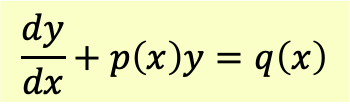 dy/dx + p(x)y = q(x)